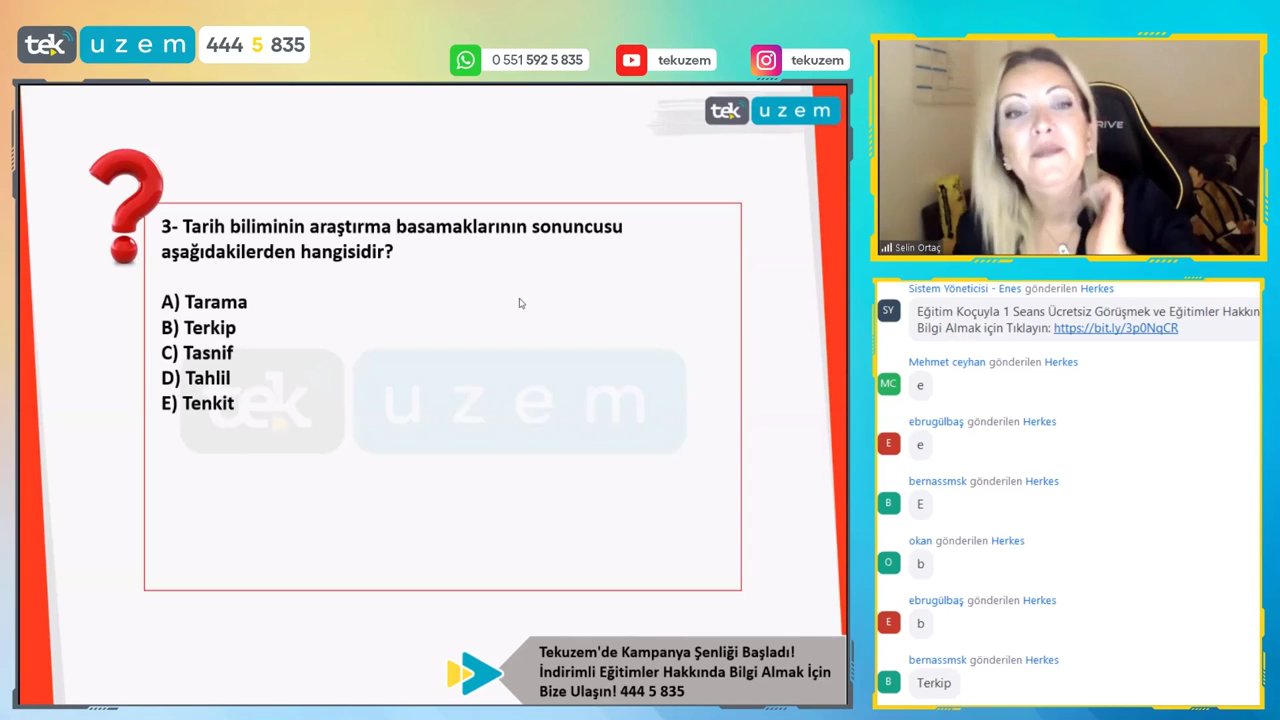 tek uzem 444 5 835
0 551 592 5 835
tekuzem
tekuzem
tek uzem
3- Tarih biliminin araştırma basamaklarının sonuncusu
aşağıdakilerden hangisidir?
A) Tarama
B) Terkip
C) Tasnif
D) Tahlil
E) Tenkit
tek uzem
Tekuzem'de Kampanya Şenliği Başladı!
İndirimli Eğitimler Hakkında Bilgi Almak İçin
Bize Ulaşın! 444 5 835
RIVE
Selin Ortaç
Sistem Yöneticisi - Enes gönderilen Herkes
SY
Eğitim Koçuyla 1 Seans Ücretsiz Görüşmek ve Eğitimler Hakkın
Bilgi Almak için Tıklayın: https://bit.ly/3p0NqCR
Mehmet ceyhan gönderilen Herkes
MC
e
ebrugülbaş gönderilen Herkes
E
e
bernassmsk gönderilen Herkes
B
E
okan gönderilen Herkes
O
b
ebrugülbaş gönderilen Herkes
E
b
bernassmsk gönderilen Herkes
B
Terkip